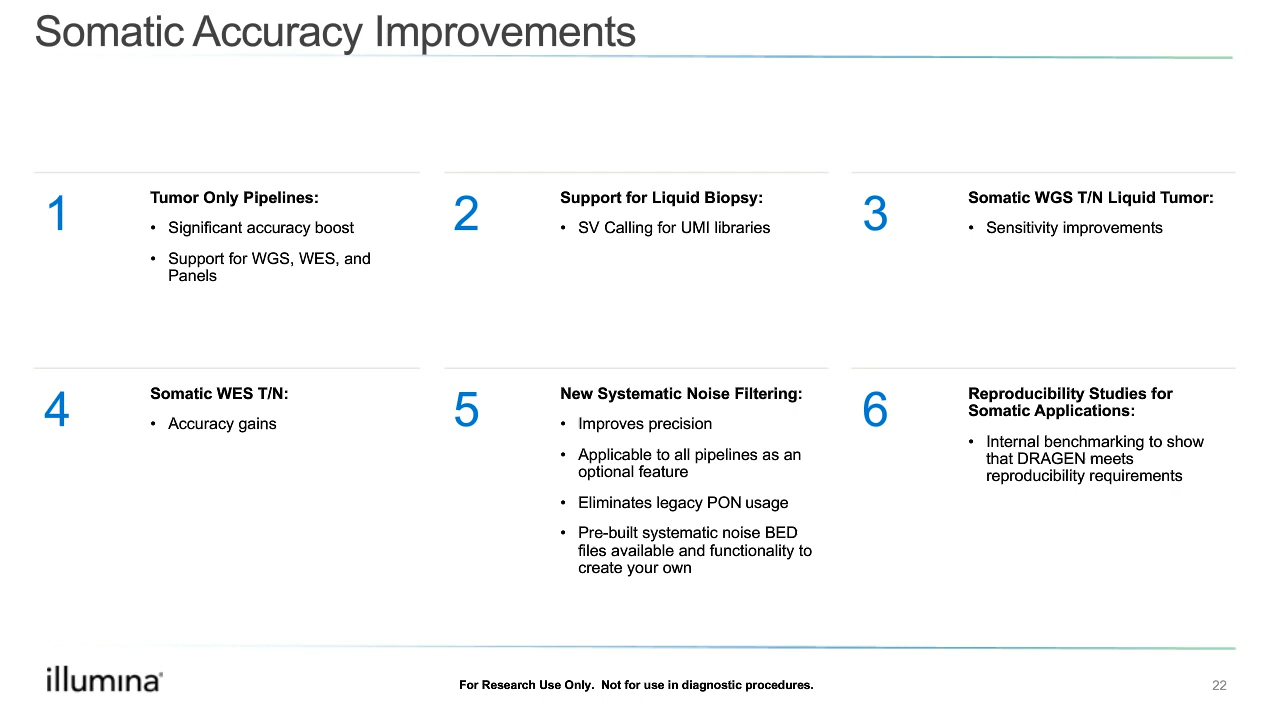 Somatic Accuracy Improvements
1
Tumor Only Pipelines:
• Significant accuracy boost
• Support for WGS, WES, and
Panels
2
Support for Liquid Biopsy:
• SV Calling for UMI libraries
3
Somatic WGS T/N Liquid Tumor:
• Sensitivity improvements
4
Somatic WES T/N:
• Accuracy gains
5
New Systematic Noise Filtering:
• Improves precision
• Applicable to all pipelines as an
optional feature
• Eliminates legacy PON usage
• Pre-built systematic noise BED
files available and functionality to
create your own
6
Reproducibility Studies for
Somatic Applications:
• Internal benchmarking to show
that DRAGEN meets
reproducibility requirements
illumina®
For Research Use Only. Not for use in diagnostic procedures.
22